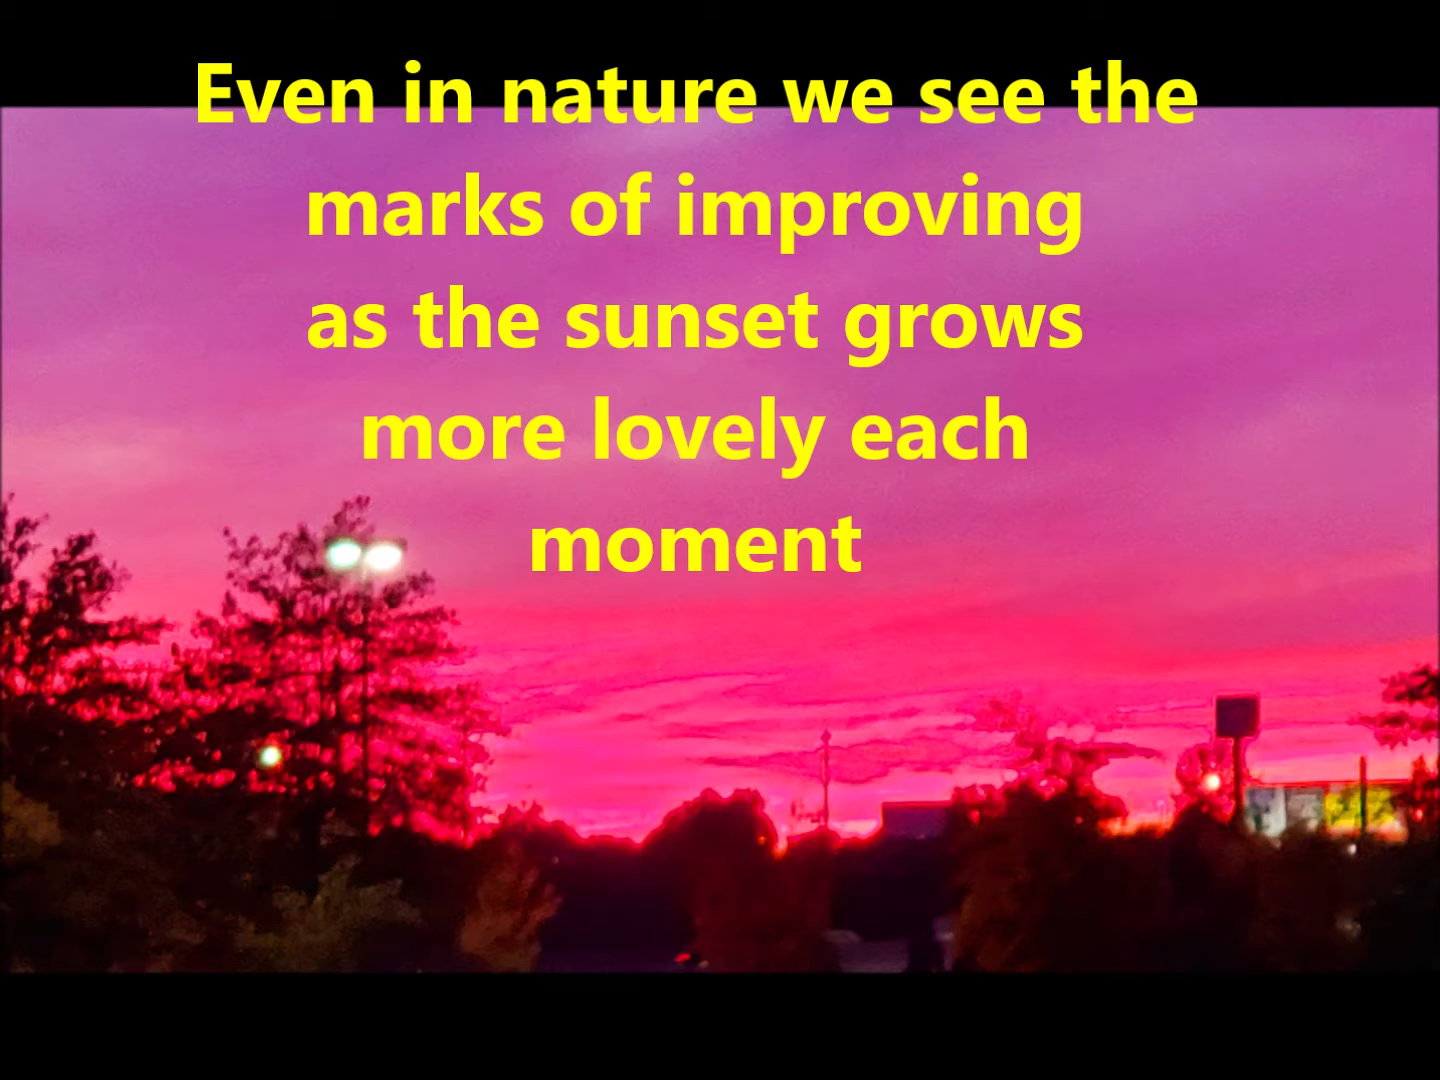 Even in nature we see the
marks of improving
as the sunset grows
more lovely each
moment